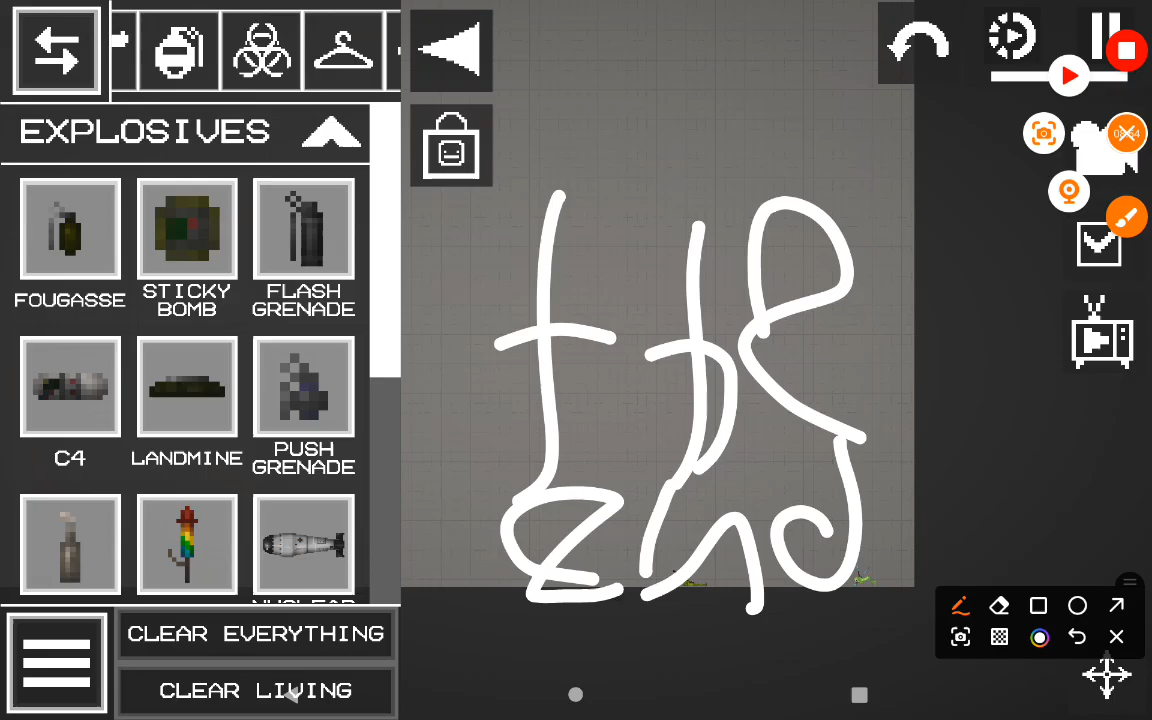 EXPLOSIVES
FOUGASSE
STICKY BOMB
FLASH GRENADE
C4
LANDMINE
PUSH GRENADE
CLEAR EVERYTHING
CLEAR LIVING
the
end